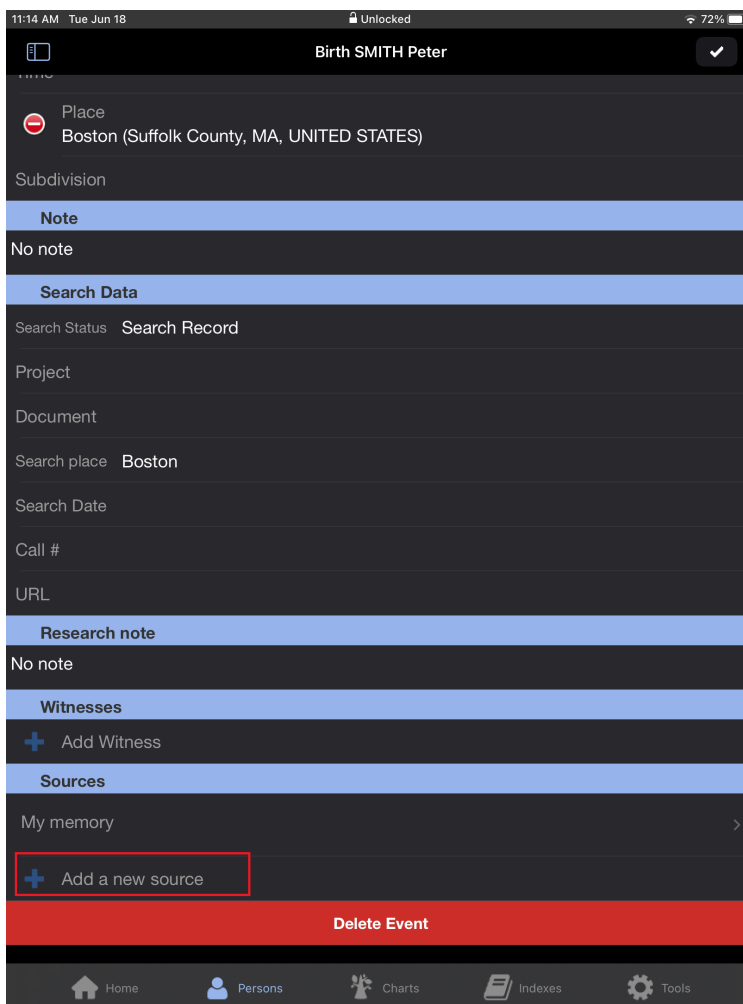 11:14 AM Tue Jun 18 Unlocked 72%
Birth SMITH Peter
Place
Boston (Suffolk County, MA, UNITED STATES)
Subdivision
Note
No note
Search Data
Search Status Search Record
Project
Document
Search place Boston
Search Date
Call #
URL
Research note
No note
Witnesses
Add Witness
Sources
My memory
Add a new source
Delete Event
Home Persons Charts Indexes Tools